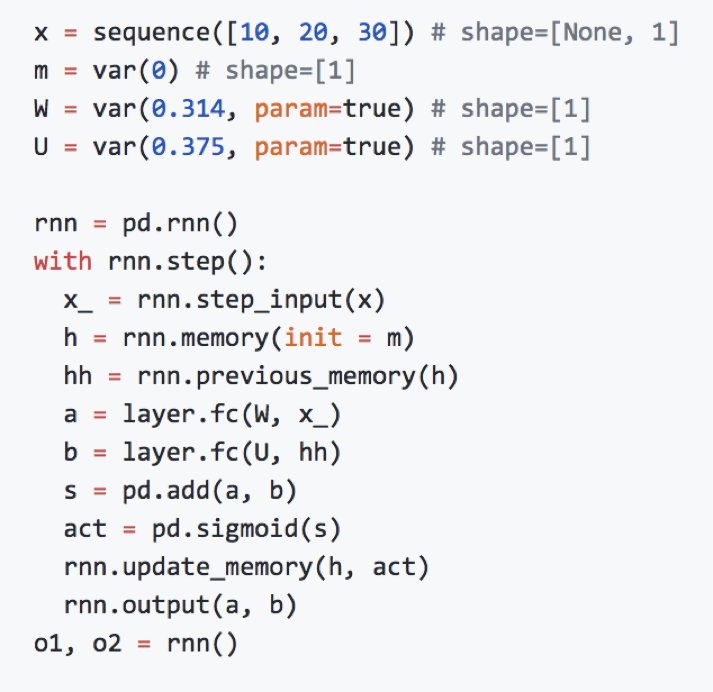 x = sequence([10, 20, 30]) # shape=[None, 1]
m = var(0) # shape=[1]
W = var(0.314, param=true) # shape=[1]
U = var(0.375, param=true) # shape=[1]

rnn = pd.rnn()
with rnn.step():
  x_ = rnn.step_input(x)
  h = rnn.memory(init = m)
  hh = rnn.previous_memory(h)
  a = layer.fc(W, x_)
  b = layer.fc(U, hh)
  s = pd.add(a, b)
  act = pd.sigmoid(s)
  rnn.update_memory(h, act)
  rnn.output(a, b)
o1, o2 = rnn()